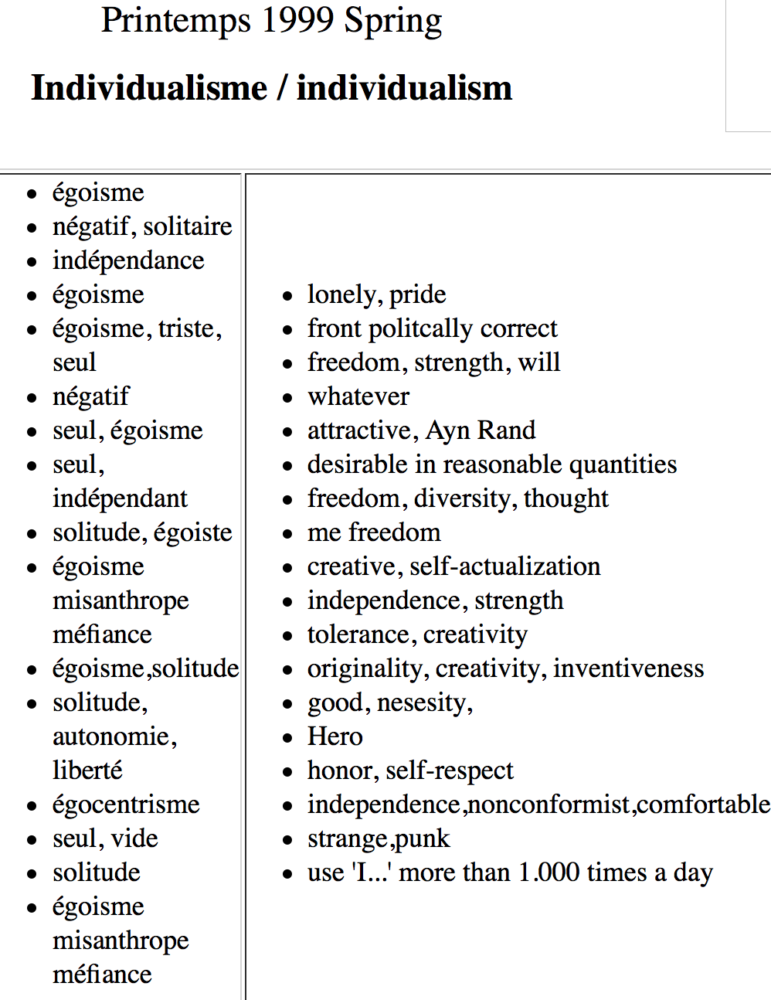 Printemps 1999 Spring
Individualisme / individualism
• égoisme
• négatif, solitaire
• indépendance
• égoisme
• égoisme, triste,
seul
• négatif
• seul, égoisme
• seul,
indépendant
• solitude, égoiste
• égoisme
misanthrope
méfiance
• égoisme,solitude
• solitude,
autonomie,
liberté
• égocentrisme
• seul, vide
• solitude
• égoisme
misanthrope
méfiance
• lonely, pride
• front politcally correct
• freedom, strength, will
• whatever
• attractive, Ayn Rand
• desirable in reasonable quantities
• freedom, diversity, thought
• me freedom
• creative, self-actualization
• independence, strength
• tolerance, creativity
• originality, creativity, inventiveness
• good, nesesity,
• Hero
• honor, self-respect
• independence,nonconformist,comfortable
• strange,punk
• use 'I...' more than 1.000 times a day